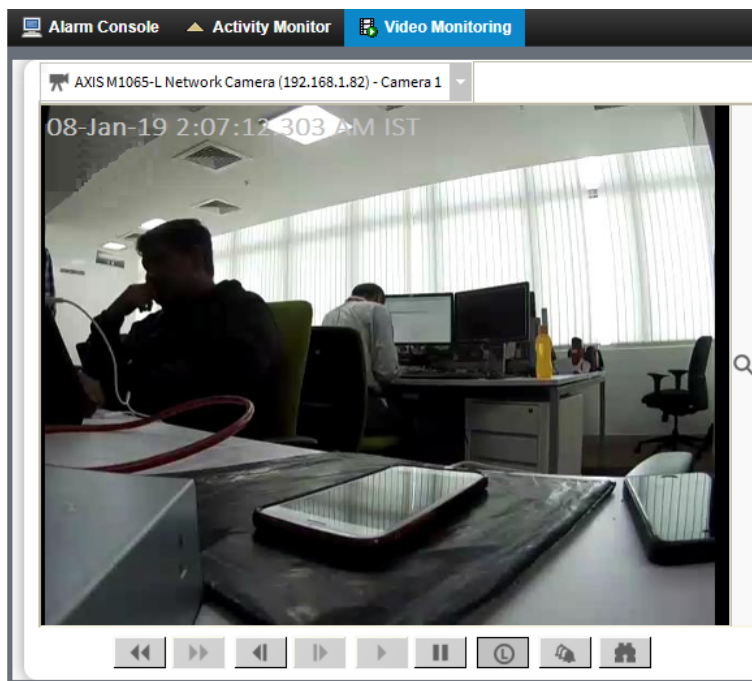 Alarm Console
Activity Monitor
Video Monitoring
AXIS M1065-L Network Camera (192.168.1.82) - Camera 1
08-Jan-19 2:07:12.303 AM IST
L